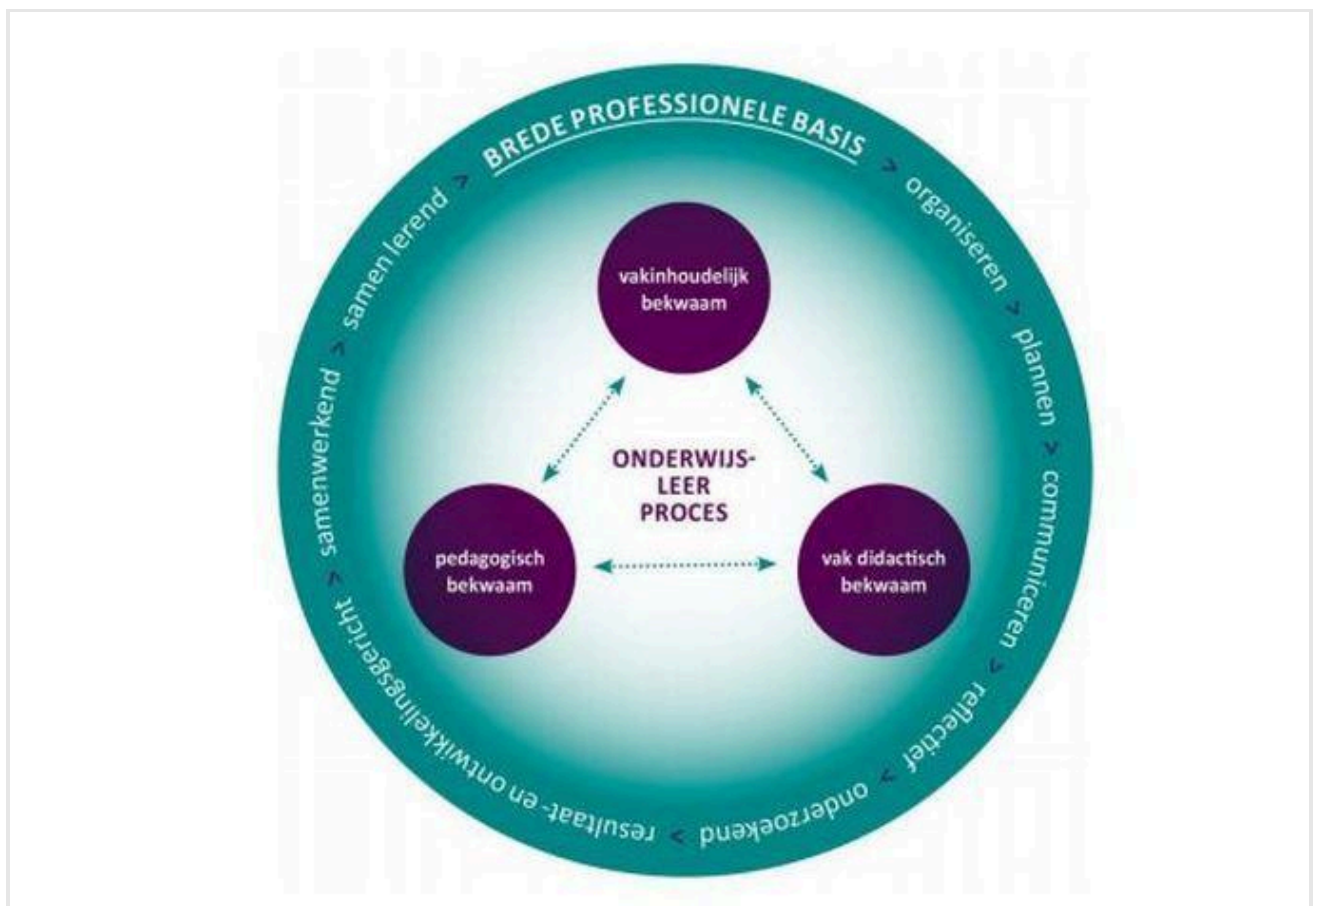 BREDE PROFESSIONELE BASIS > organiseren > plannen > communiceren > reflectief > onderzoekend > resultaat- en ontwikkelingsgericht > samenwerkend > samen lerend >
vakinhoudelijk
bekwaam
ONDERWIJS-
LEER
PROCES
pedagogisch
bekwaam
vak didactisch
bekwaam